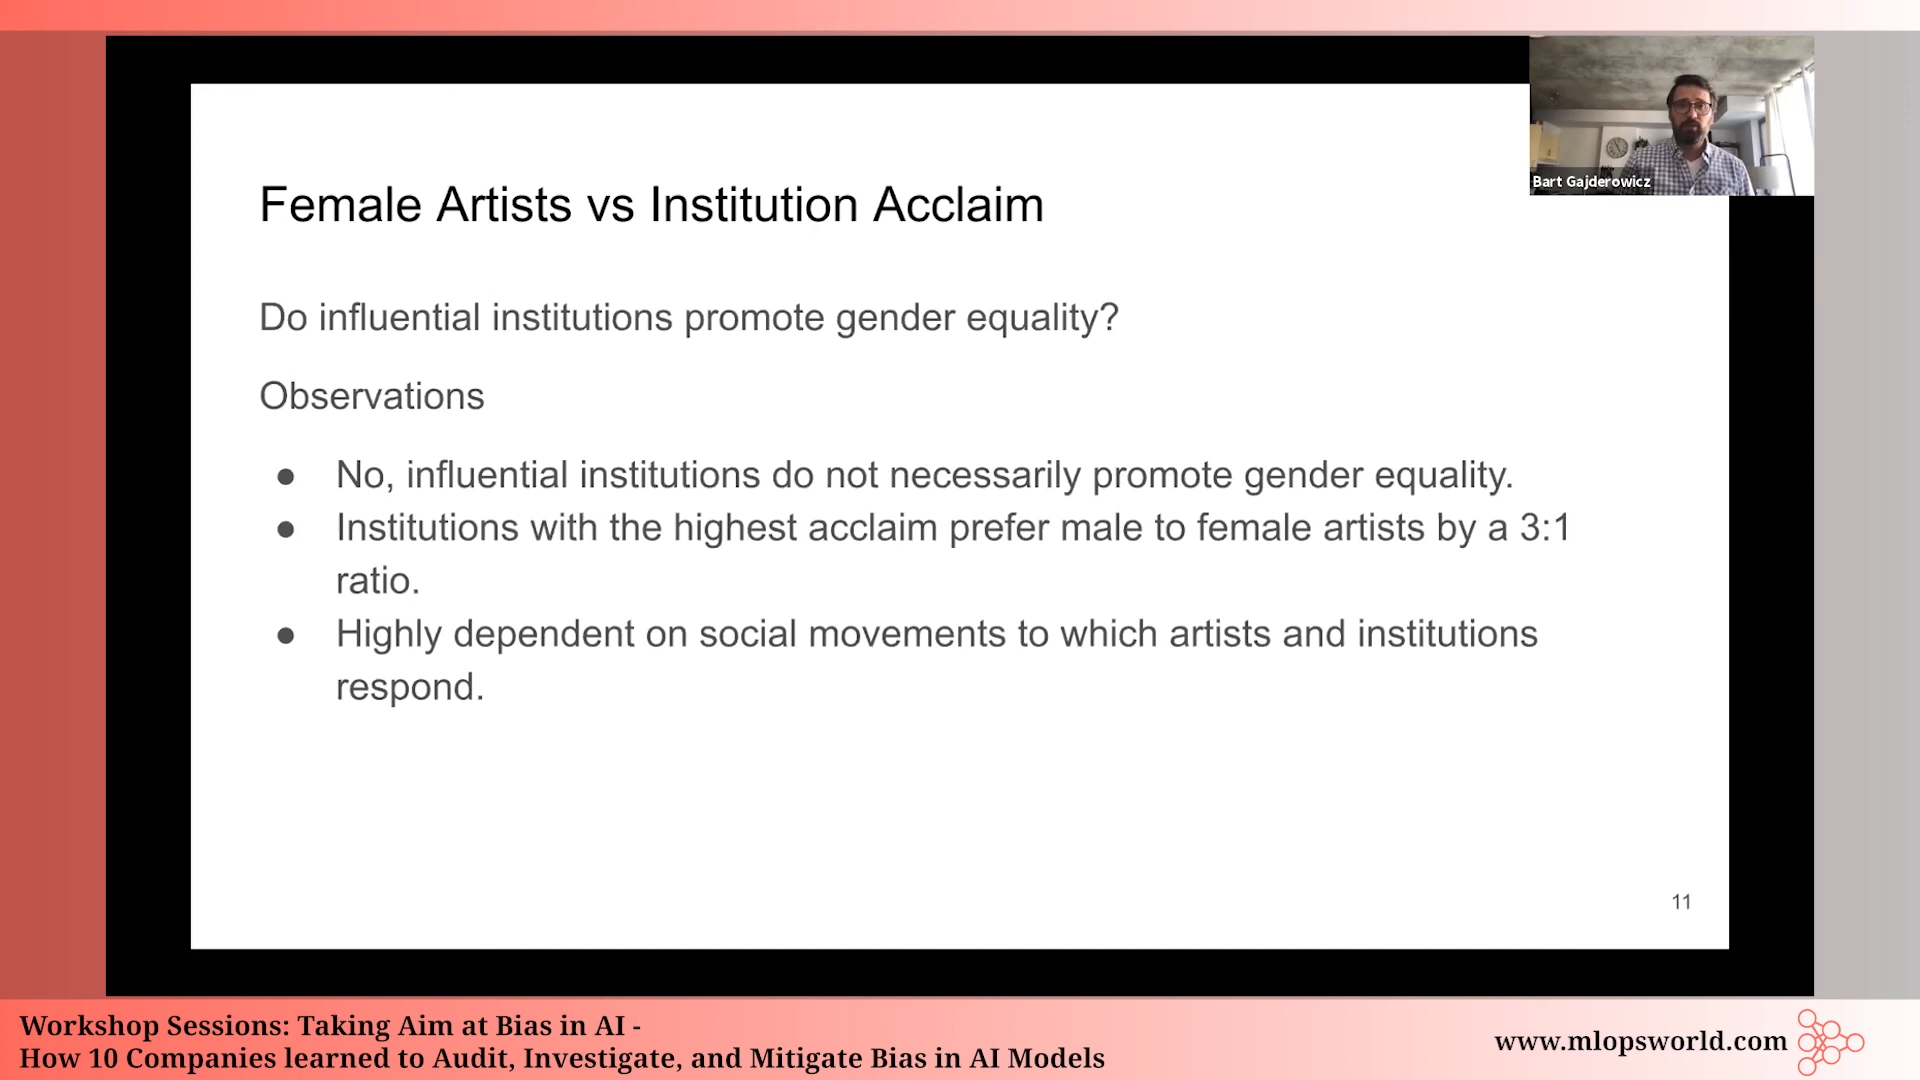 Bart Gajderowicz
Female Artists vs Institution Acclaim
Do influential institutions promote gender equality?
Observations
● No, influential institutions do not necessarily promote gender equality.
● Institutions with the highest acclaim prefer male to female artists by a 3:1
ratio.
● Highly dependent on social movements to which artists and institutions
respond.
11
Workshop Sessions: Taking Aim at Bias in AI -
How 10 Companies learned to Audit, Investigate, and Mitigate Bias in AI Models
www.mlopsworld.com